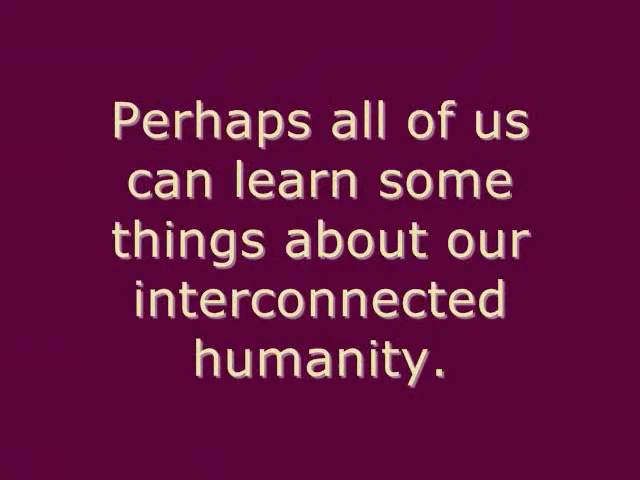 Perhaps all of us
can learn some
things about our
interconnected
humanity.